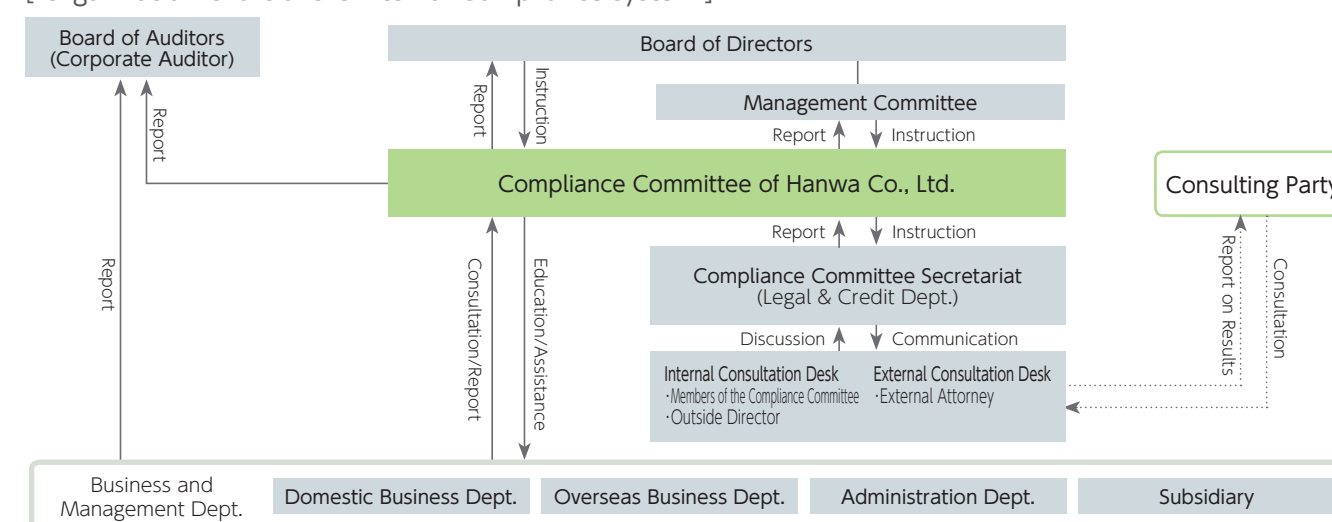 Board of Auditors
(Corporate Auditor)
Board of Directors
Management Committee
Report
Instruction
Report
Report
Instruction
Compliance Committee of Hanwa Co., Ltd.
Consulting Party
Report
Instruction
Compliance Committee Secretariat
(Legal & Credit Dept.)
Report
Consultation/Report
Education/Assistance
Report on Results
Consultation
Discussion
Communication
Internal Consultation Desk
・Members of the Compliance Committee
・Outside Director
External Consultation Desk
・External Attorney
Business and
Management Dept.
Domestic Business Dept.
Overseas Business Dept.
Administration Dept.
Subsidiary